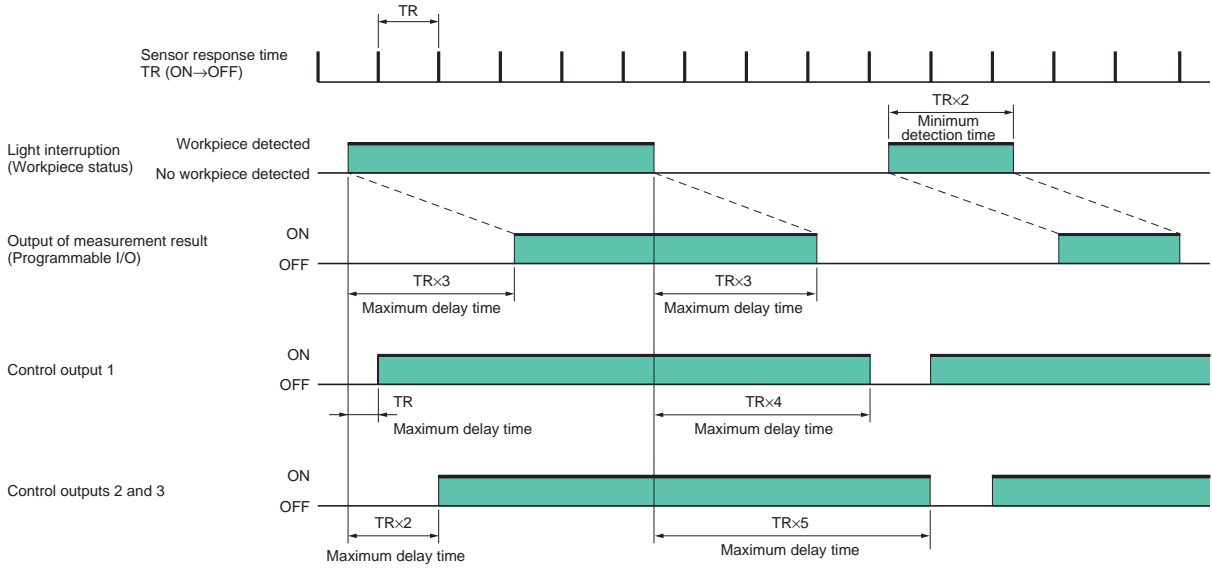 TR
Sensor response time
TR (ON→OFF)
TR×2
Minimum
detection time
Light interruption
(Workpiece status)
Workpiece detected
No workpiece detected
Output of measurement result
(Programmable I/O)
ON
OFF
TR×3
Maximum delay time
TR×3
Maximum delay time
Control output 1
ON
OFF
TR
Maximum delay time
TR×4
Maximum delay time
Control outputs 2 and 3
ON
OFF
TR×2
Maximum delay time
TR×5
Maximum delay time